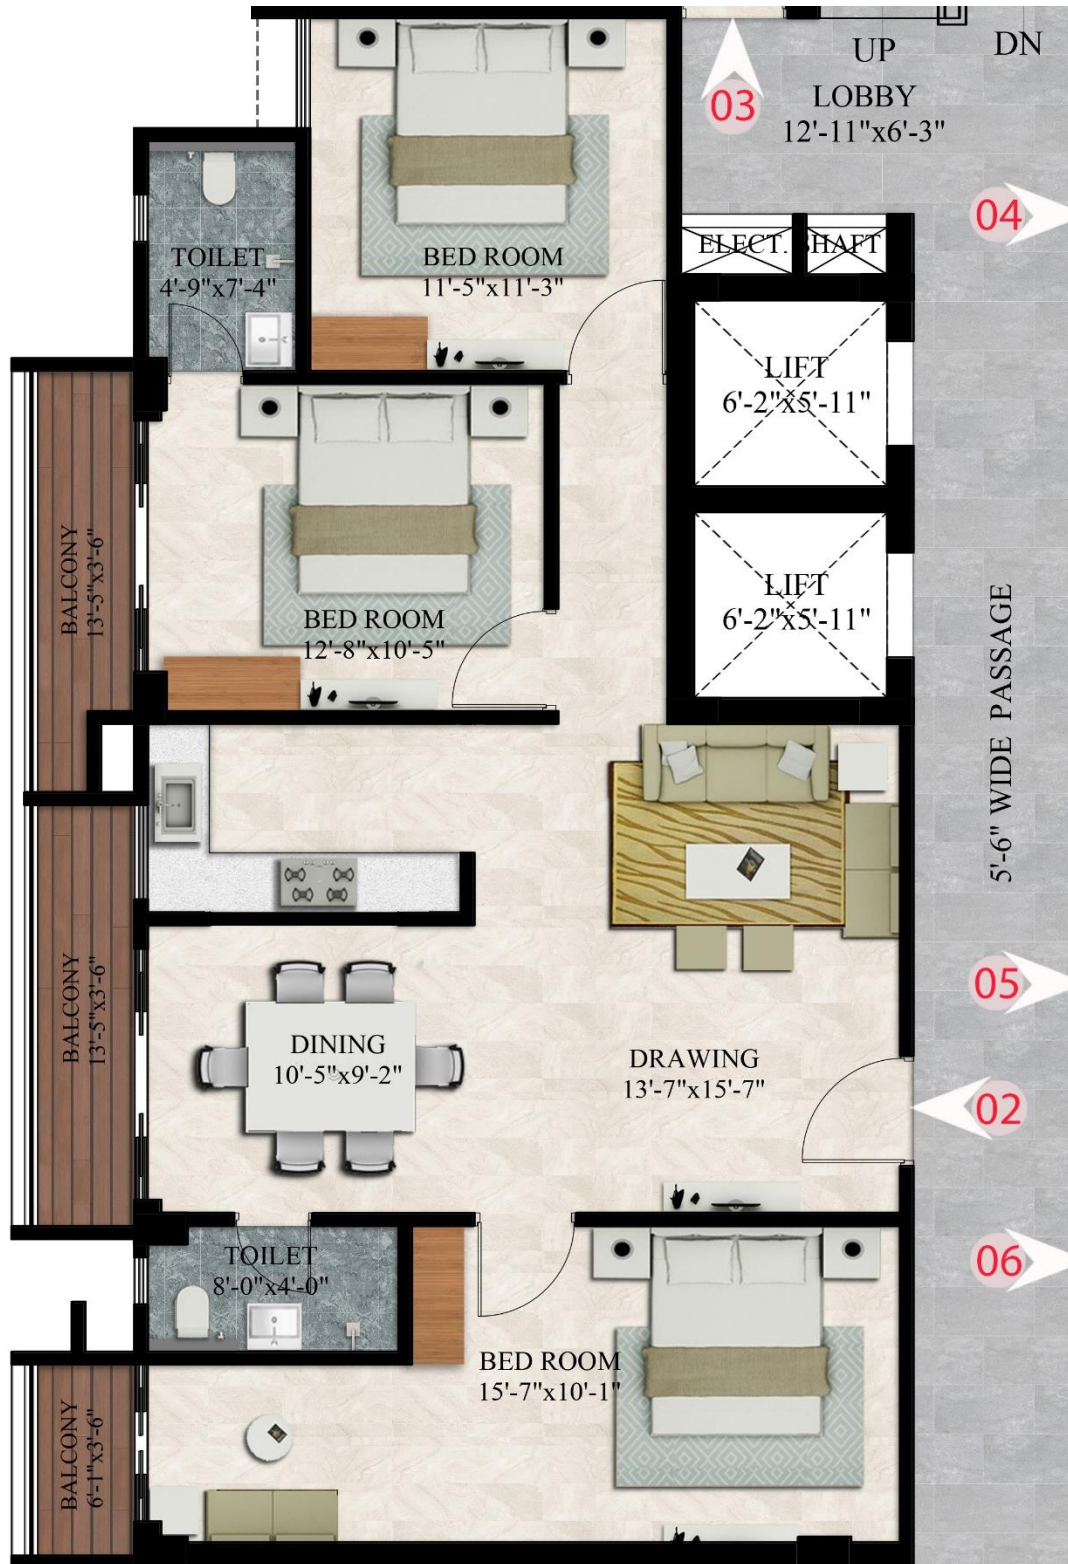 UP
DN
03
LOBBY
12'-11"x6'-3"
04
ELECT.
SHAFT
TOILET
4'-9"x7'-4"
BED ROOM
11'-5"x11'-3"
LIFT
6'-2"x5'-11"
BALCONY
13'-5"x3'-6"
BED ROOM
12'-8"x10'-5"
LIFT
6'-2"x5'-11"
5'-6" WIDE PASSAGE
BALCONY
13'-5"x3'-6"
05
DINING
10'-5"x9'-2"
DRAWING
13'-7"x15'-7"
02
TOILET
8'-0"x4'-0"
06
BED ROOM
15'-7"x10'-1"
BALCONY
6'-1"x3'-6"